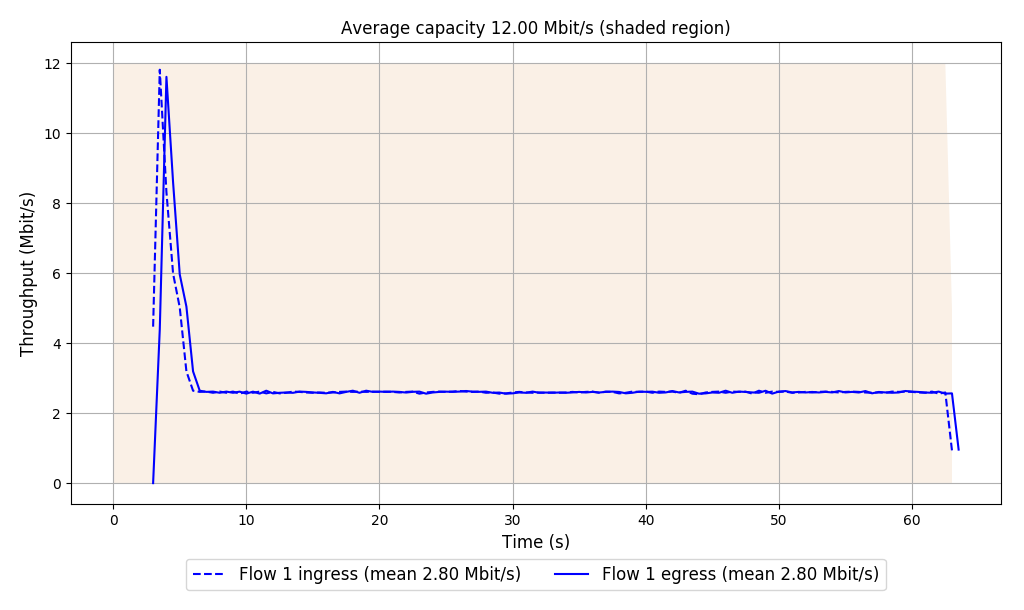 Average capacity 12.00 Mbit/s (shaded region)
12
10
8
6
4
2
0
Throughput (Mbit/s)
0 10 20 30 40 50 60
Time (s)
Flow 1 ingress (mean 2.80 Mbit/s) Flow 1 egress (mean 2.80 Mbit/s)